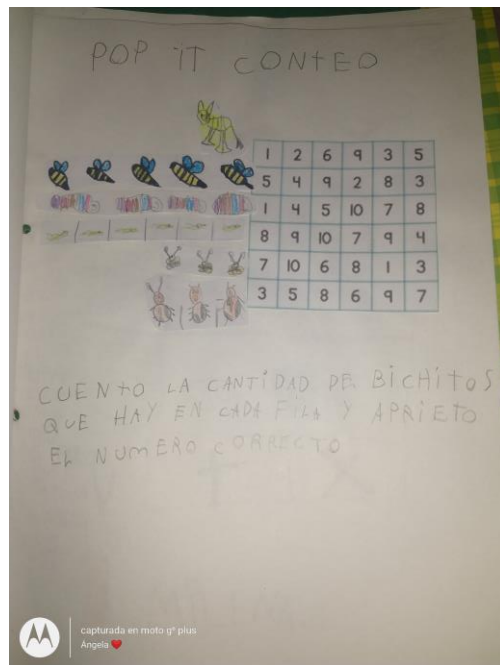 POP iT CONTEO
1 2 6 9 3 5
5 4 9 2 8 3
1 4 5 10 7 8
8 9 10 7 9 4
7 10 6 8 1 3
3 5 8 6 9 7
CUENTO LA CANTiDAD DE BiCHiTOS
QUE HAY EN CADA FiLA Y APRiETO
EL NUMERO CORRECTO
capturada en moto g⁶ plus
Ángela ❤️